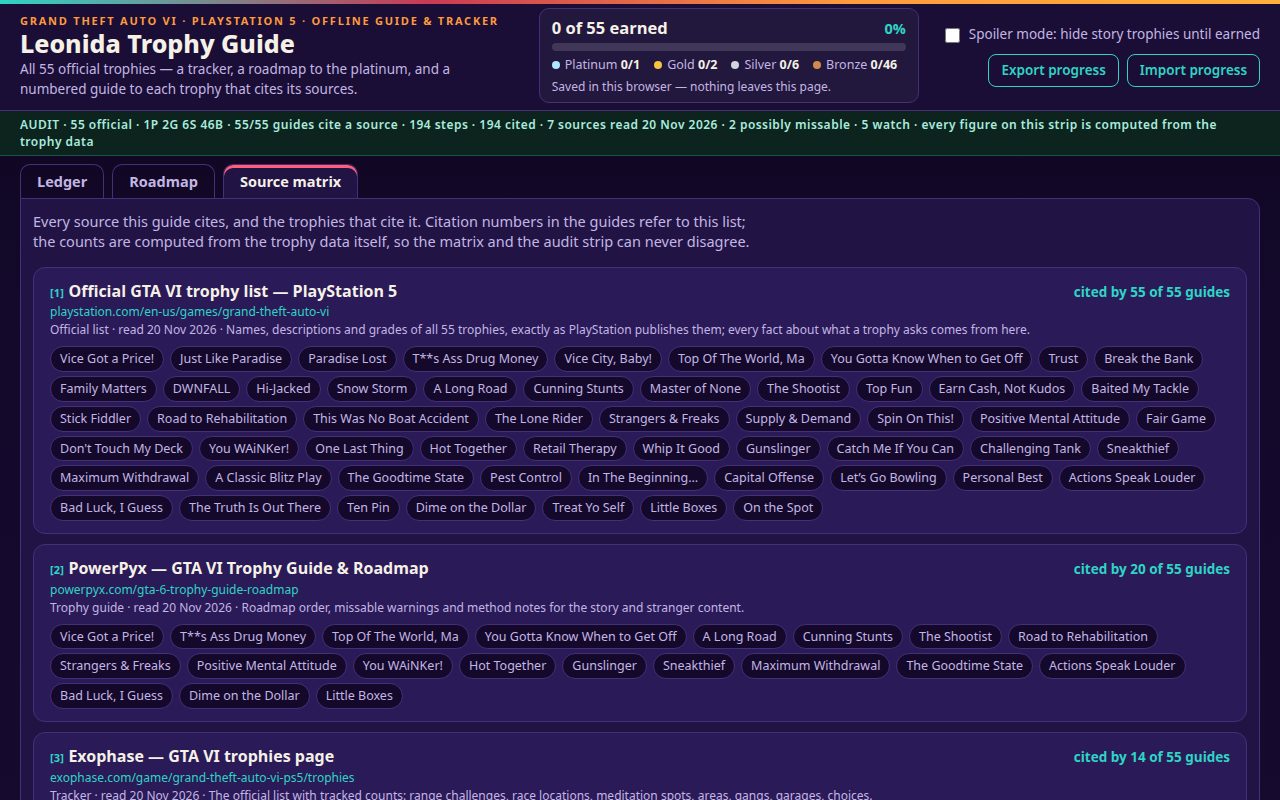 GRAND THEFT AUTO VI · PLAYSTATION 5 · OFFLINE GUIDE & TRACKER
Leonida Trophy Guide
All 55 official trophies — a tracker, a roadmap to the platinum, and a
numbered guide to each trophy that cites its sources.
0 of 55 earned 0%
Platinum 0/1 Gold 0/2 Silver 0/6 Bronze 0/46
Saved in this browser — nothing leaves this page.
Spoiler mode: hide story trophies until earned
Export progress Import progress
AUDIT · 55 official · 1P 2G 6S 46B · 55/55 guides cite a source · 194 steps · 194 cited · 7 sources read 20 Nov 2026 · 2 possibly missable · 5 watch · every figure on this strip is computed from the
trophy data
Ledger Roadmap Source matrix
Every source this guide cites, and the trophies that cite it. Citation numbers in the guides refer to this list;
the counts are computed from the trophy data itself, so the matrix and the audit strip can never disagree.
[1] Official GTA VI trophy list — PlayStation 5 cited by 55 of 55 guides
playstation.com/en-us/games/grand-theft-auto-vi
Official list · read 20 Nov 2026 · Names, descriptions and grades of all 55 trophies, exactly as PlayStation publishes them; every fact about what a trophy asks comes from here.
Vice Got a Price! Just Like Paradise Paradise Lost T**s Ass Drug Money Vice City, Baby! Top Of The World, Ma You Gotta Know When to Get Off Trust Break the Bank
Family Matters DWNFALL Hi-Jacked Snow Storm A Long Road Cunning Stunts Master of None The Shootist Top Fun Earn Cash, Not Kudos Baited My Tackle
Stick Fiddler Road to Rehabilitation This Was No Boat Accident The Lone Rider Strangers & Freaks Supply & Demand Spin On This! Positive Mental Attitude Fair Game
Don't Touch My Deck You WAiNKer! One Last Thing Hot Together Retail Therapy Whip It Good Gunslinger Catch Me If You Can Challenging Tank Sneakthief
Maximum Withdrawal A Classic Blitz Play The Goodtime State Pest Control In The Beginning... Capital Offense Let's Go Bowling Personal Best Actions Speak Louder
Bad Luck, I Guess The Truth Is Out There Ten Pin Dime on the Dollar Treat Yo Self Little Boxes On the Spot
[2] PowerPyx — GTA VI Trophy Guide & Roadmap cited by 20 of 55 guides
powerpyx.com/gta-6-trophy-guide-roadmap
Trophy guide · read 20 Nov 2026 · Roadmap order, missable warnings and method notes for the story and stranger content.
Vice Got a Price! T**s Ass Drug Money Top Of The World, Ma You Gotta Know When to Get Off A Long Road Cunning Stunts The Shootist Road to Rehabilitation
Strangers & Freaks Positive Mental Attitude You WAiNKer! Hot Together Gunslinger Sneakthief Maximum Withdrawal The Goodtime State Actions Speak Louder
Bad Luck, I Guess Dime on the Dollar Little Boxes
[3] Exophase — GTA VI trophies page cited by 14 of 55 guides
exophase.com/game/grand-theft-auto-vi-ps5/trophies
Tracker · read 20 Nov 2026 · The official list with tracked counts: range challenges, race locations, meditation spots, areas, gangs, garages, choices.